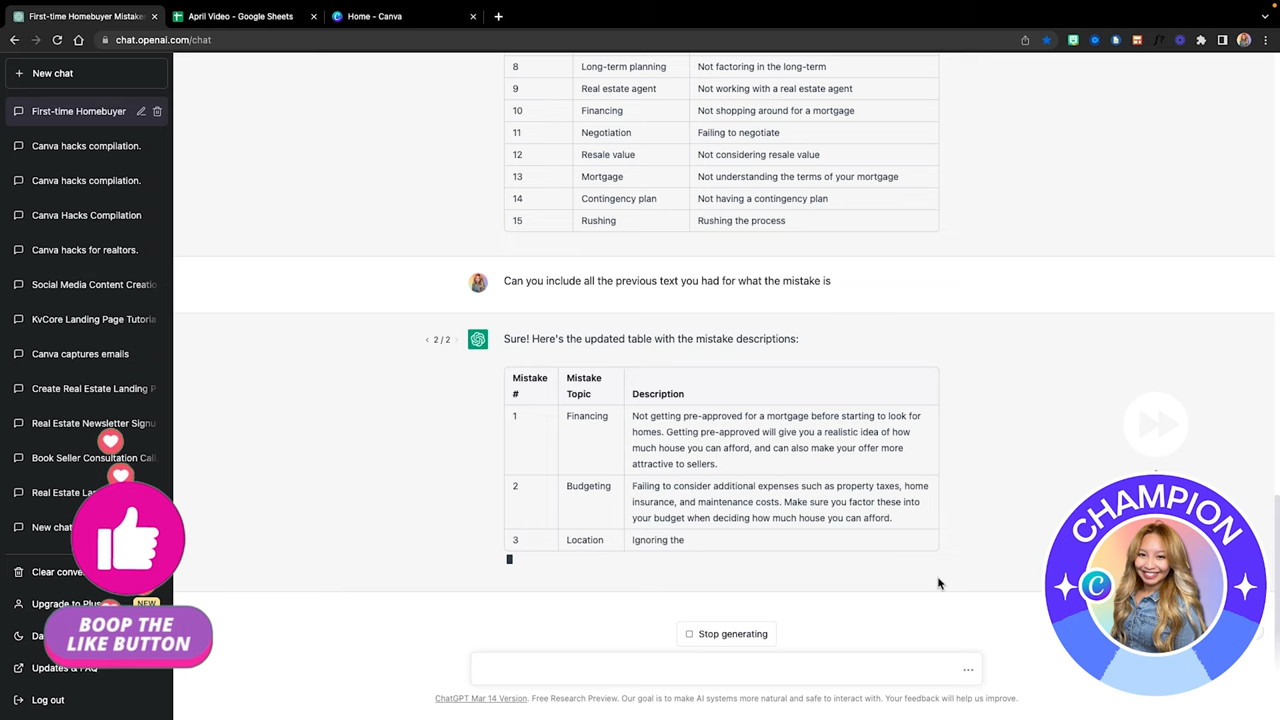 First-time Homebuyer Mistake
April Video - Google Sheets
Home - Canva
chat.openai.com/chat
New chat
First-time Homebuyer
Canva hacks compilation.
Canva hacks compilation.
Canva Hacks Compilation
Canva hacks for realtors.
Social Media Content Creatio
KvCore Landing Page Tutoria
Canva captures emails
Create Real Estate Landing P
Real Estate Newsletter Signu
Book Seller Consultation Call.
Real Estate La
New chat
Clear conve
Upgrade to Plus
NEW
Da
Updates & FAQ
Log out
BOOP THE
LIKE BUTTON
8 Long-term planning Not factoring in the long-term
9 Real estate agent Not working with a real estate agent
10 Financing Not shopping around for a mortgage
11 Negotiation Failing to negotiate
12 Resale value Not considering resale value
13 Mortgage Not understanding the terms of your mortgage
14 Contingency plan Not having a contingency plan
15 Rushing Rushing the process
Can you include all the previous text you had for what the mistake is
< 2 / 2 >
Sure! Here's the updated table with the mistake descriptions:
Mistake Mistake
# Topic Description
1 Financing Not getting pre-approved for a mortgage before starting to look for
homes. Getting pre-approved will give you a realistic idea of how
much house you can afford, and can also make your offer more
attractive to sellers.
2 Budgeting Failing to consider additional expenses such as property taxes, home
insurance, and maintenance costs. Make sure you factor these into
your budget when deciding how much house you can afford.
3 Location Ignoring the
Stop generating
ChatGPT Mar 14 Version. Free Research Preview. Our goal is to make AI systems more natural and safe to interact with. Your feedback will help us improve.
CHAMPION
C